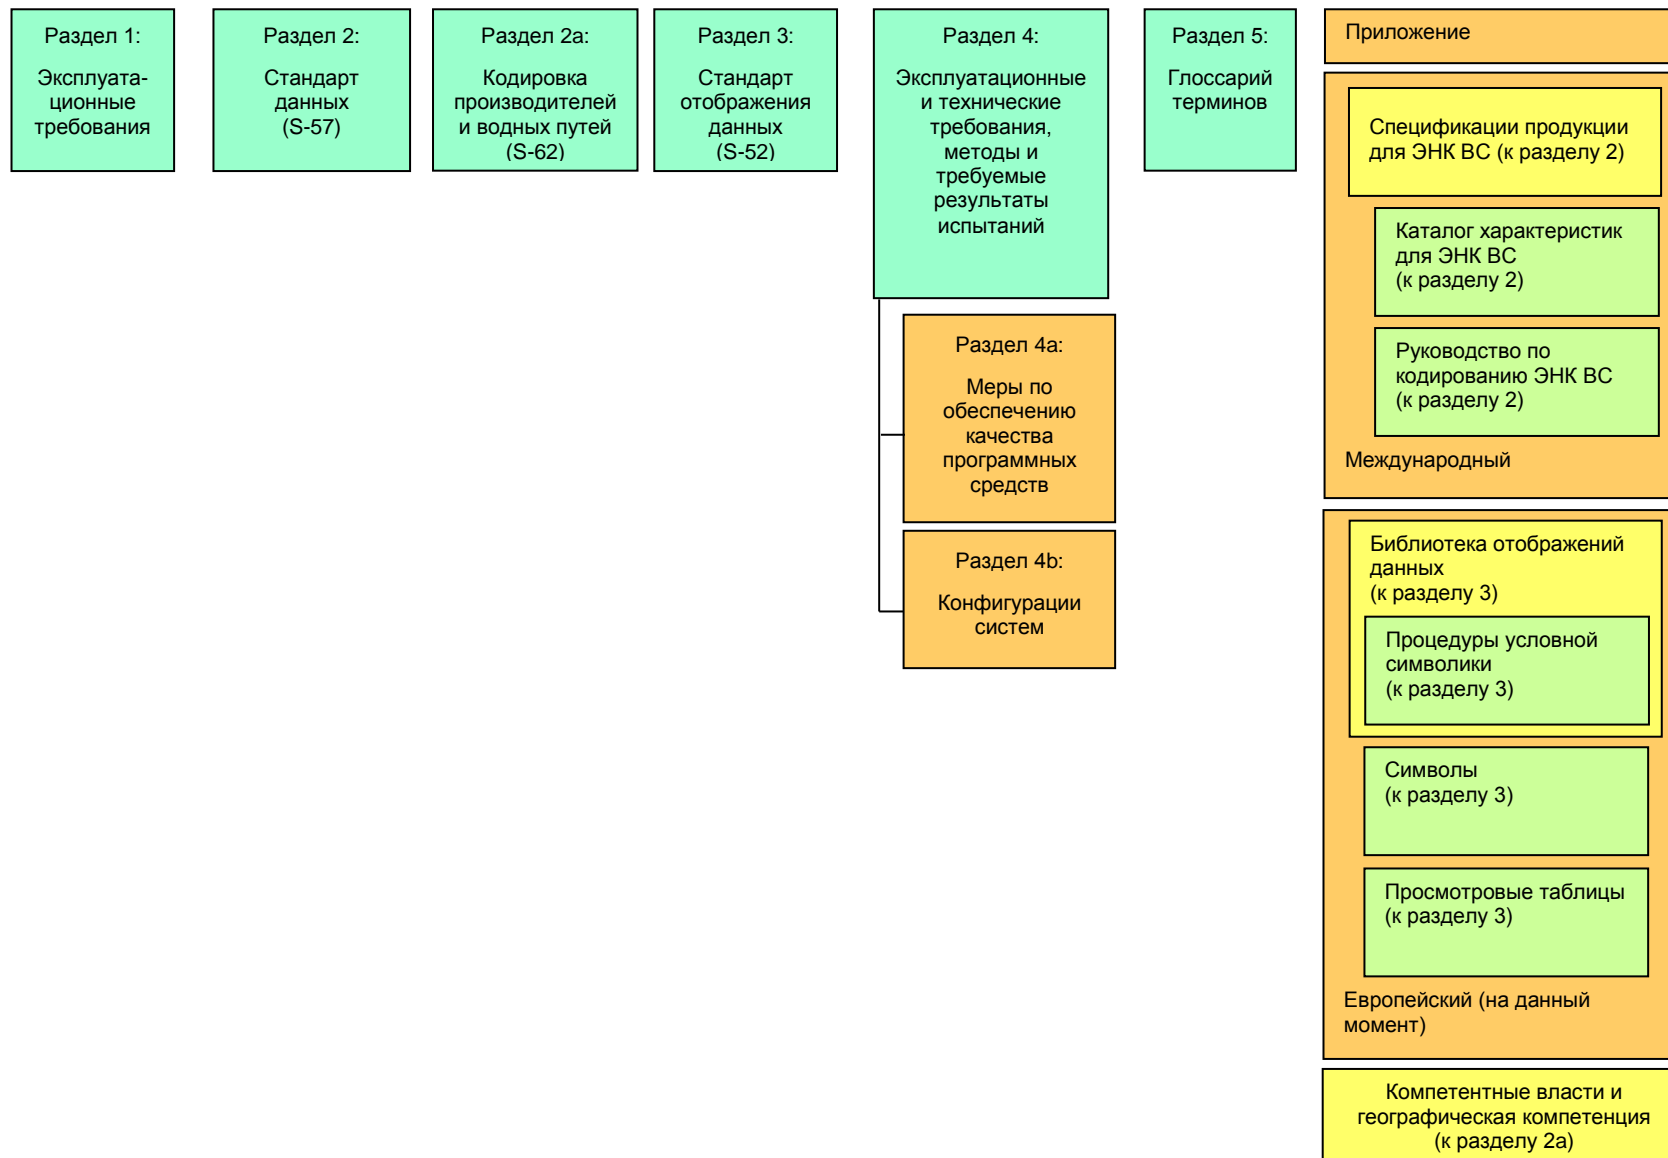 Раздел 1:
Эксплуата-
ционные
требования
Раздел 2:
Стандарт
данных
(S-57)
Раздел 2a:
Кодировка
производителей
и водных путей
(S-62)
Раздел 3:
Стандарт
отображения
данных
(S-52)
Раздел 4:
Эксплуатационные
и технические
требования,
методы и
требуемые
результаты
испытаний
Раздел 4a:
Меры по
обеспечению
качества
программных
средств
Раздел 4b:
Конфигурации
систем
Раздел 5:
Глоссарий
терминов
Приложение
Спецификации продукции
для ЭНК ВС (к разделу 2)
Каталог характеристик
для ЭНК ВС
(к разделу 2)
Руководство по
кодированию ЭНК ВС
(к разделу 2)
Международный
Библиотека отображений
данных
(к разделу 3)
Процедуры условной
символики
(к разделу 3)
Символы
(к разделу 3)
Просмотровые таблицы
(к разделу 3)
Европейский (на данный
момент)
Компетентные власти и
географическая компетенция
(к разделу 2a)